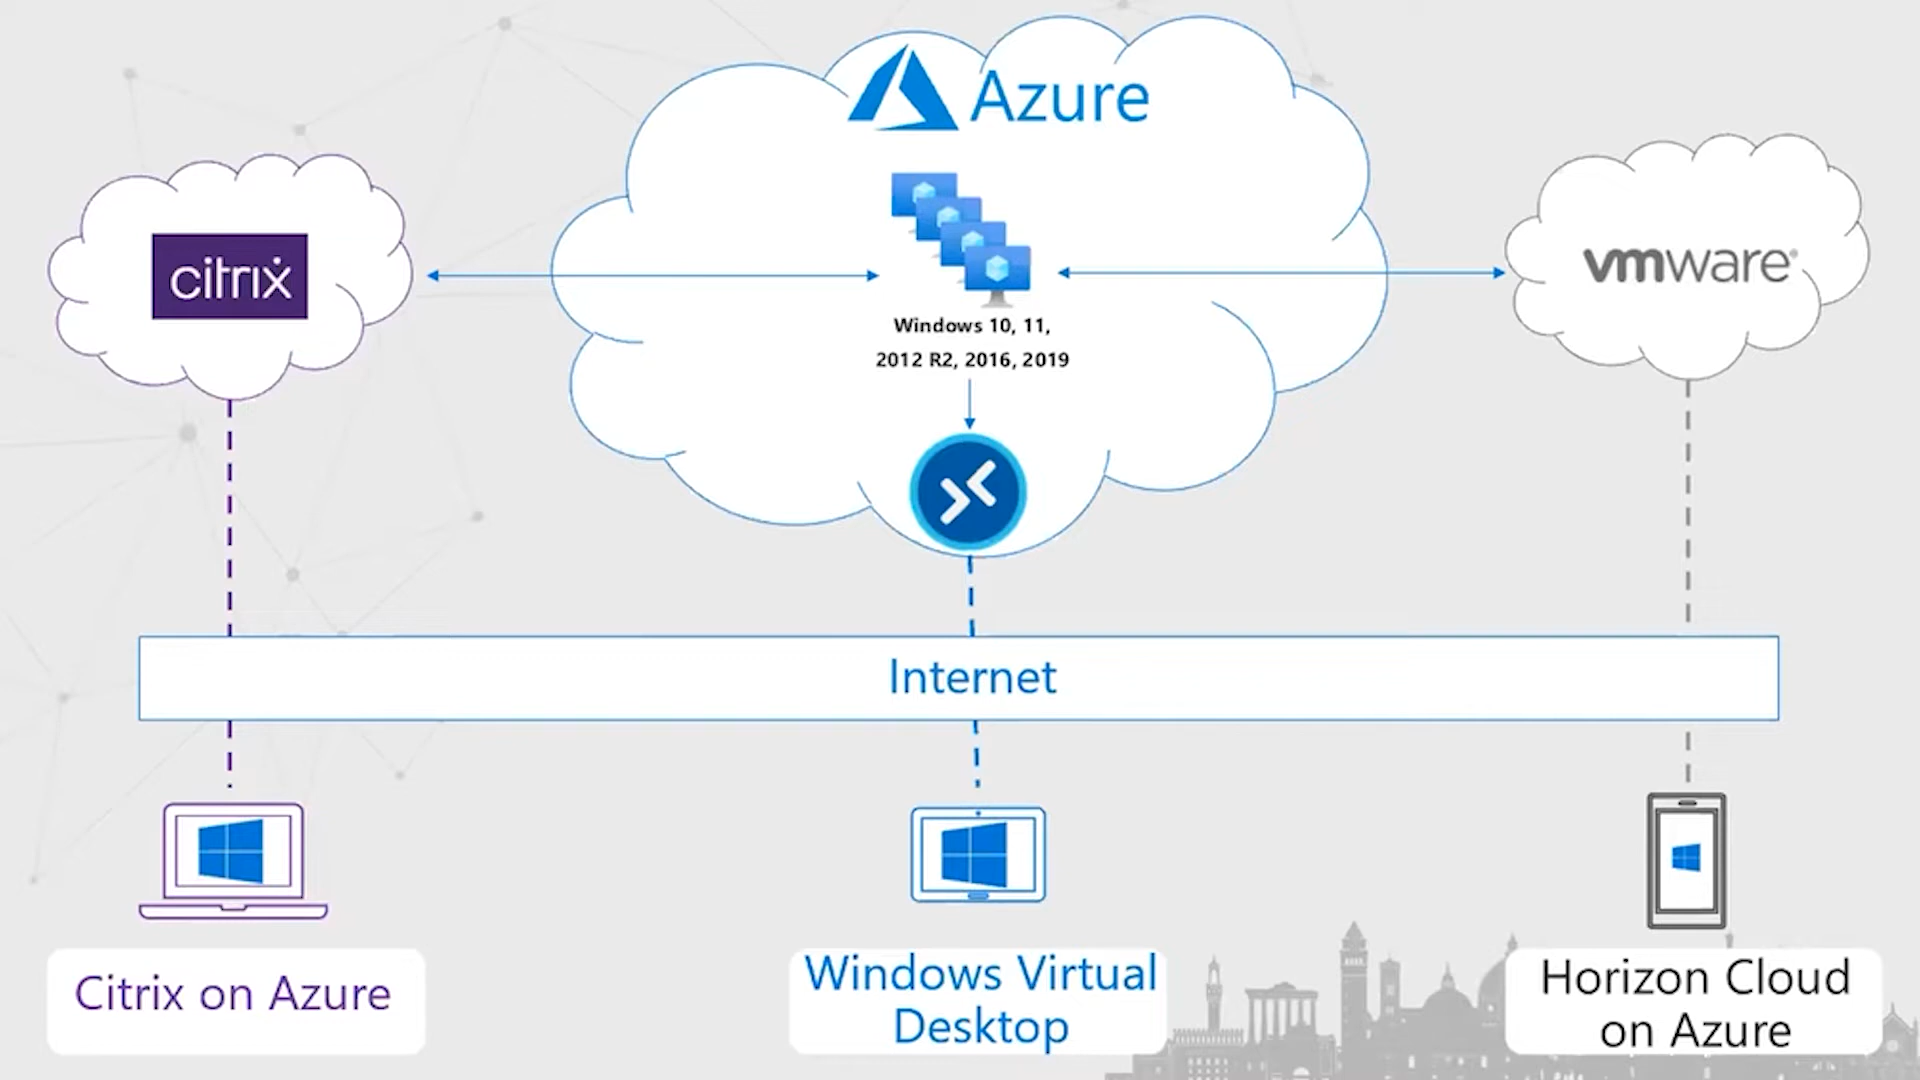 Azure
citrix
vmware
Windows 10, 11,
2012 R2, 2016, 2019
Internet
Citrix on Azure
Windows Virtual
Desktop
Horizon Cloud
on Azure